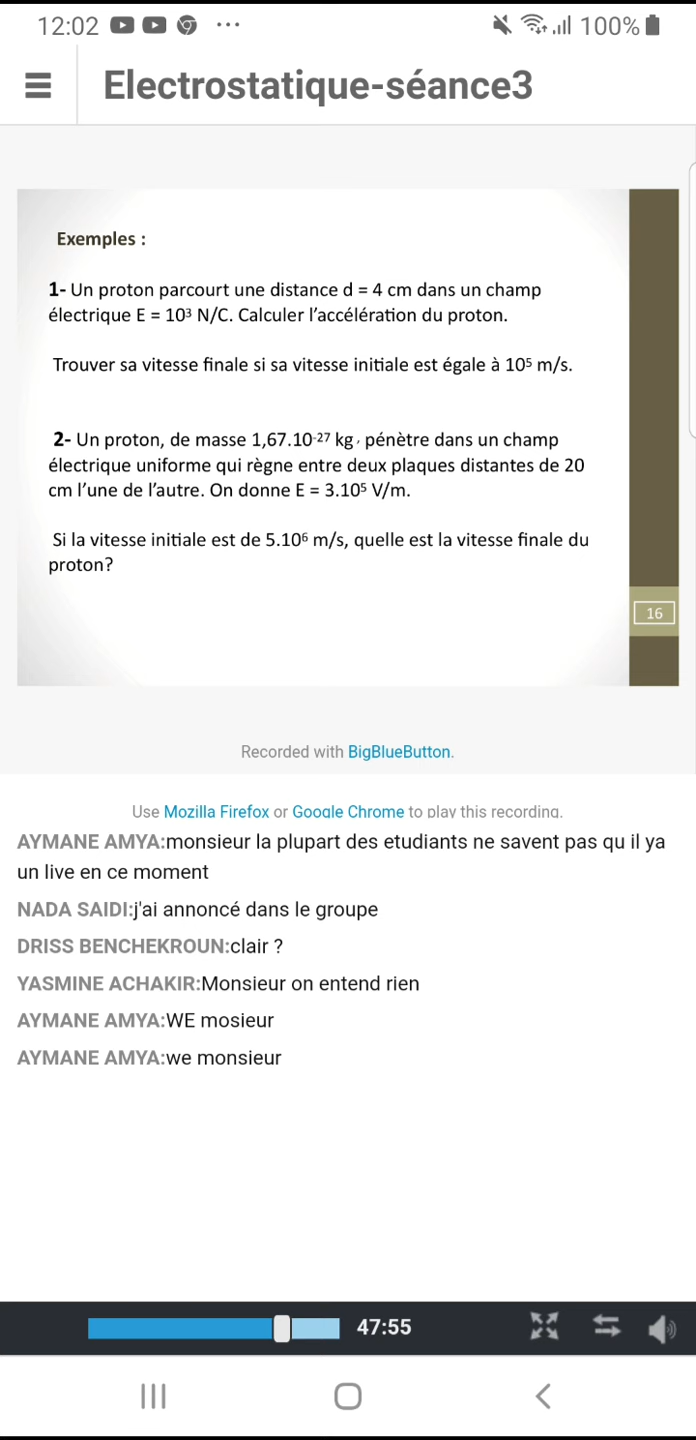 12:02 ... 100%
Electrostatique-séance3
Exemples :
1- Un proton parcourt une distance d = 4 cm dans un champ
électrique E = 10³ N/C. Calculer l'accélération du proton.
Trouver sa vitesse finale si sa vitesse initiale est égale à 10⁵ m/s.
2- Un proton, de masse 1,67.10⁻²⁷ kg, pénètre dans un champ
électrique uniforme qui règne entre deux plaques distantes de 20
cm l'une de l'autre. On donne E = 3.10⁵ V/m.
Si la vitesse initiale est de 5.10⁶ m/s, quelle est la vitesse finale du
proton?
16
Recorded with BigBlueButton.
Use Mozilla Firefox or Google Chrome to play this recording.
AYMANE AMYA:monsieur la plupart des etudiants ne savent pas qu il ya
un live en ce moment
NADA SAIDI:j'ai annoncé dans le groupe
DRISS BENCHEKROUN:clair ?
YASMINE ACHAKIR:Monsieur on entend rien
AYMANE AMYA:WE mosieur
AYMANE AMYA:we monsieur
47:55